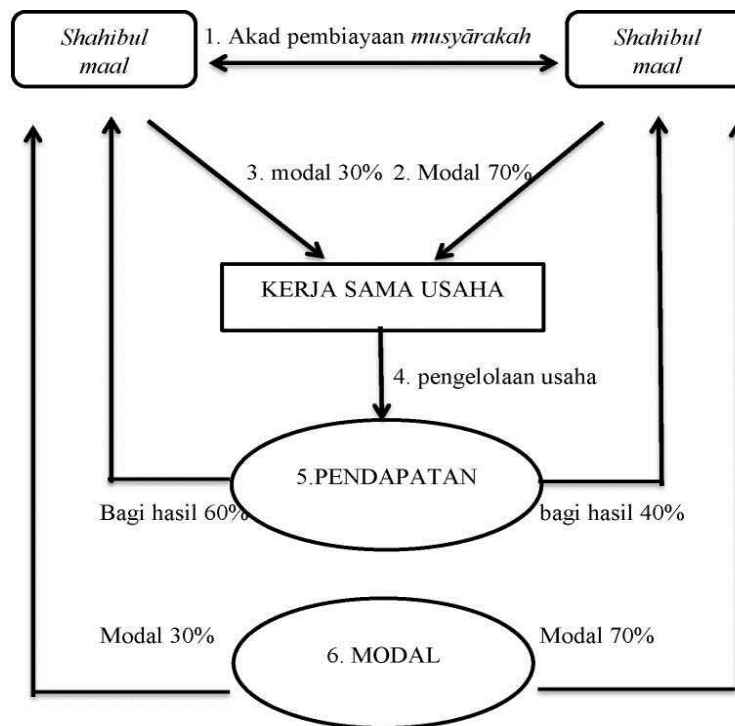 Shahibul
maal
1. Akad pembiayaan musyārakah
Shahibul
maal
3. modal 30%
2. Modal 70%
KERJA SAMA USAHA
4. pengelolaan usaha
5.PENDAPATAN
Bagi hasil 60%
bagi hasil 40%
Modal 30%
Modal 70%
6. MODAL